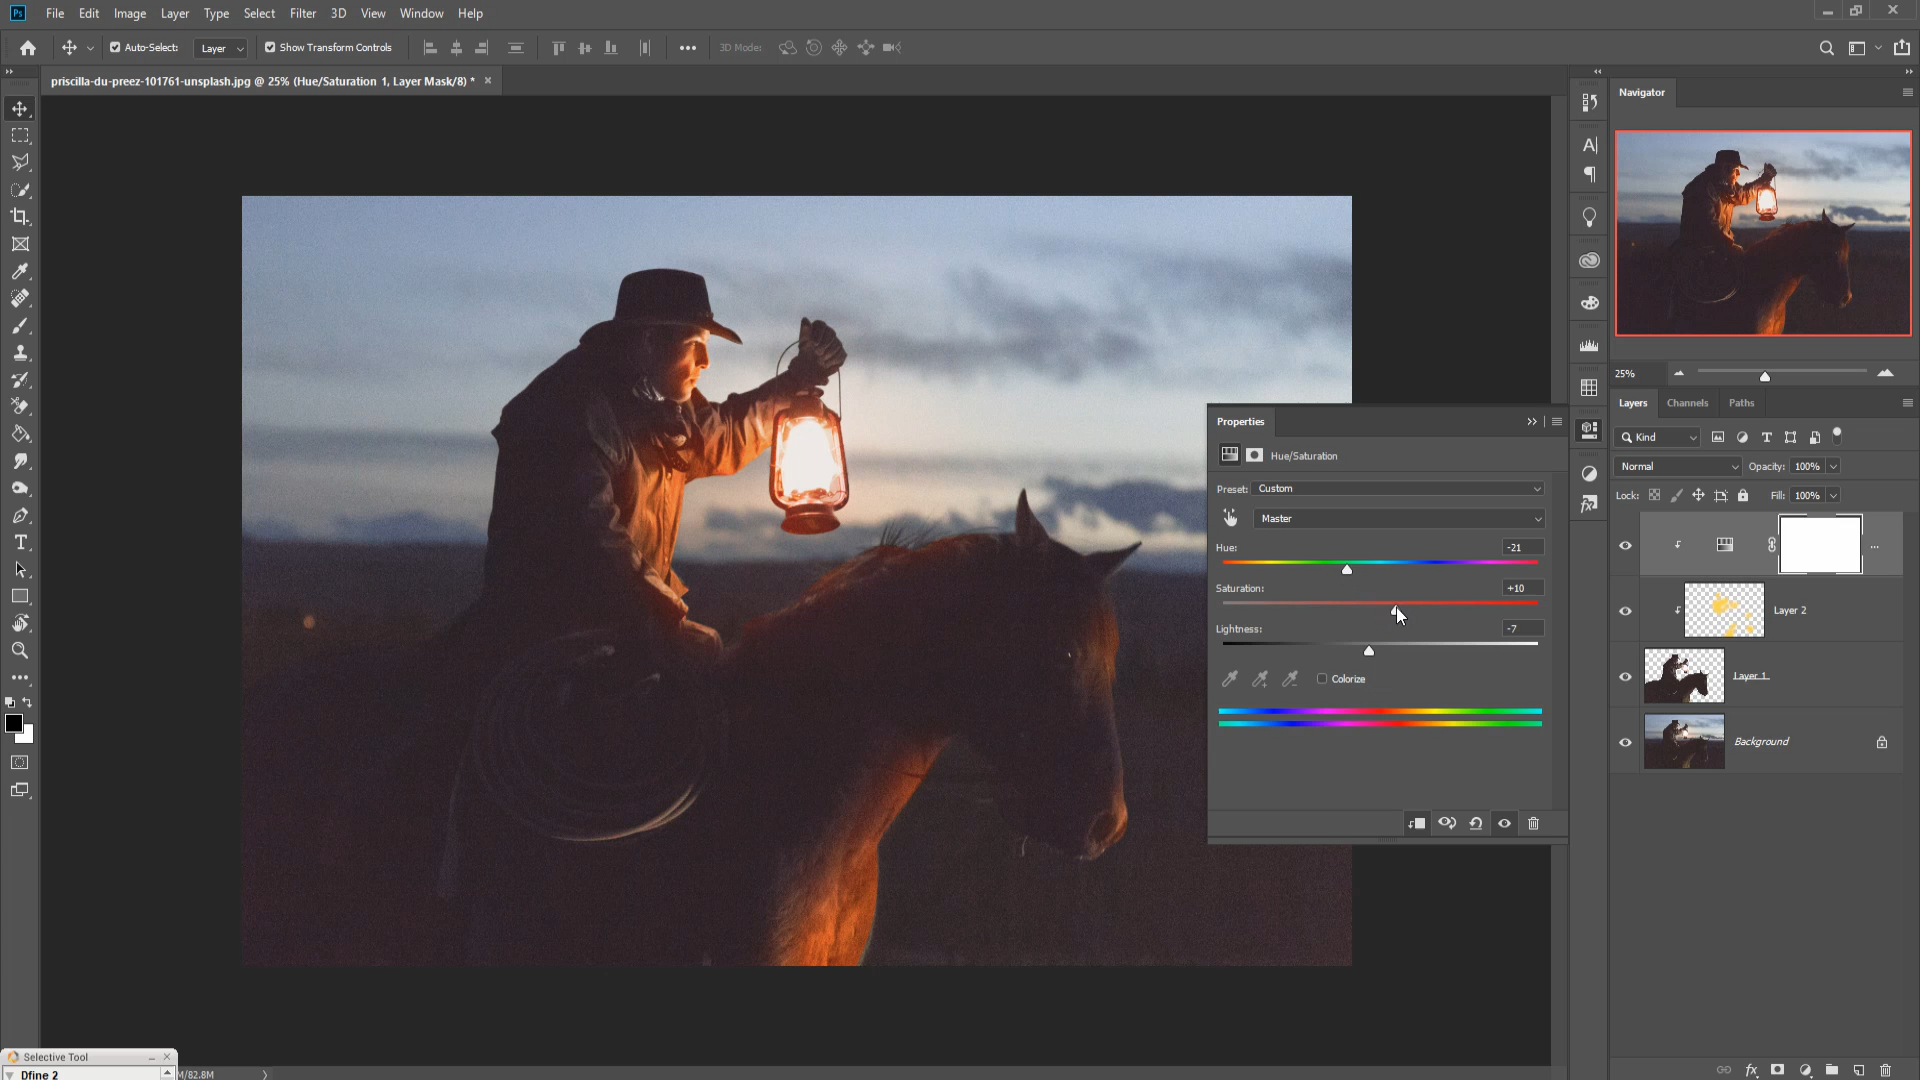 Ps File Edit Image Layer Type Select Filter 3D View Window Help
Auto-Select: Layer Show Transform Controls 3D Mode:
priscilla-du-preez-101761-unsplash.jpg @ 25% (Hue/Saturation 1, Layer Mask/8) *
Navigator
25%
Layers Channels Paths
Kind
Normal Opacity: 100%
Lock: Fill: 100%
Layer 2
Layer 1
Background
Properties
Hue/Saturation
Preset: Custom
Master
Hue: -21
Saturation: +10
Lightness: -7
Colorize
Selective Tool
Dfine 2
M/82.8M